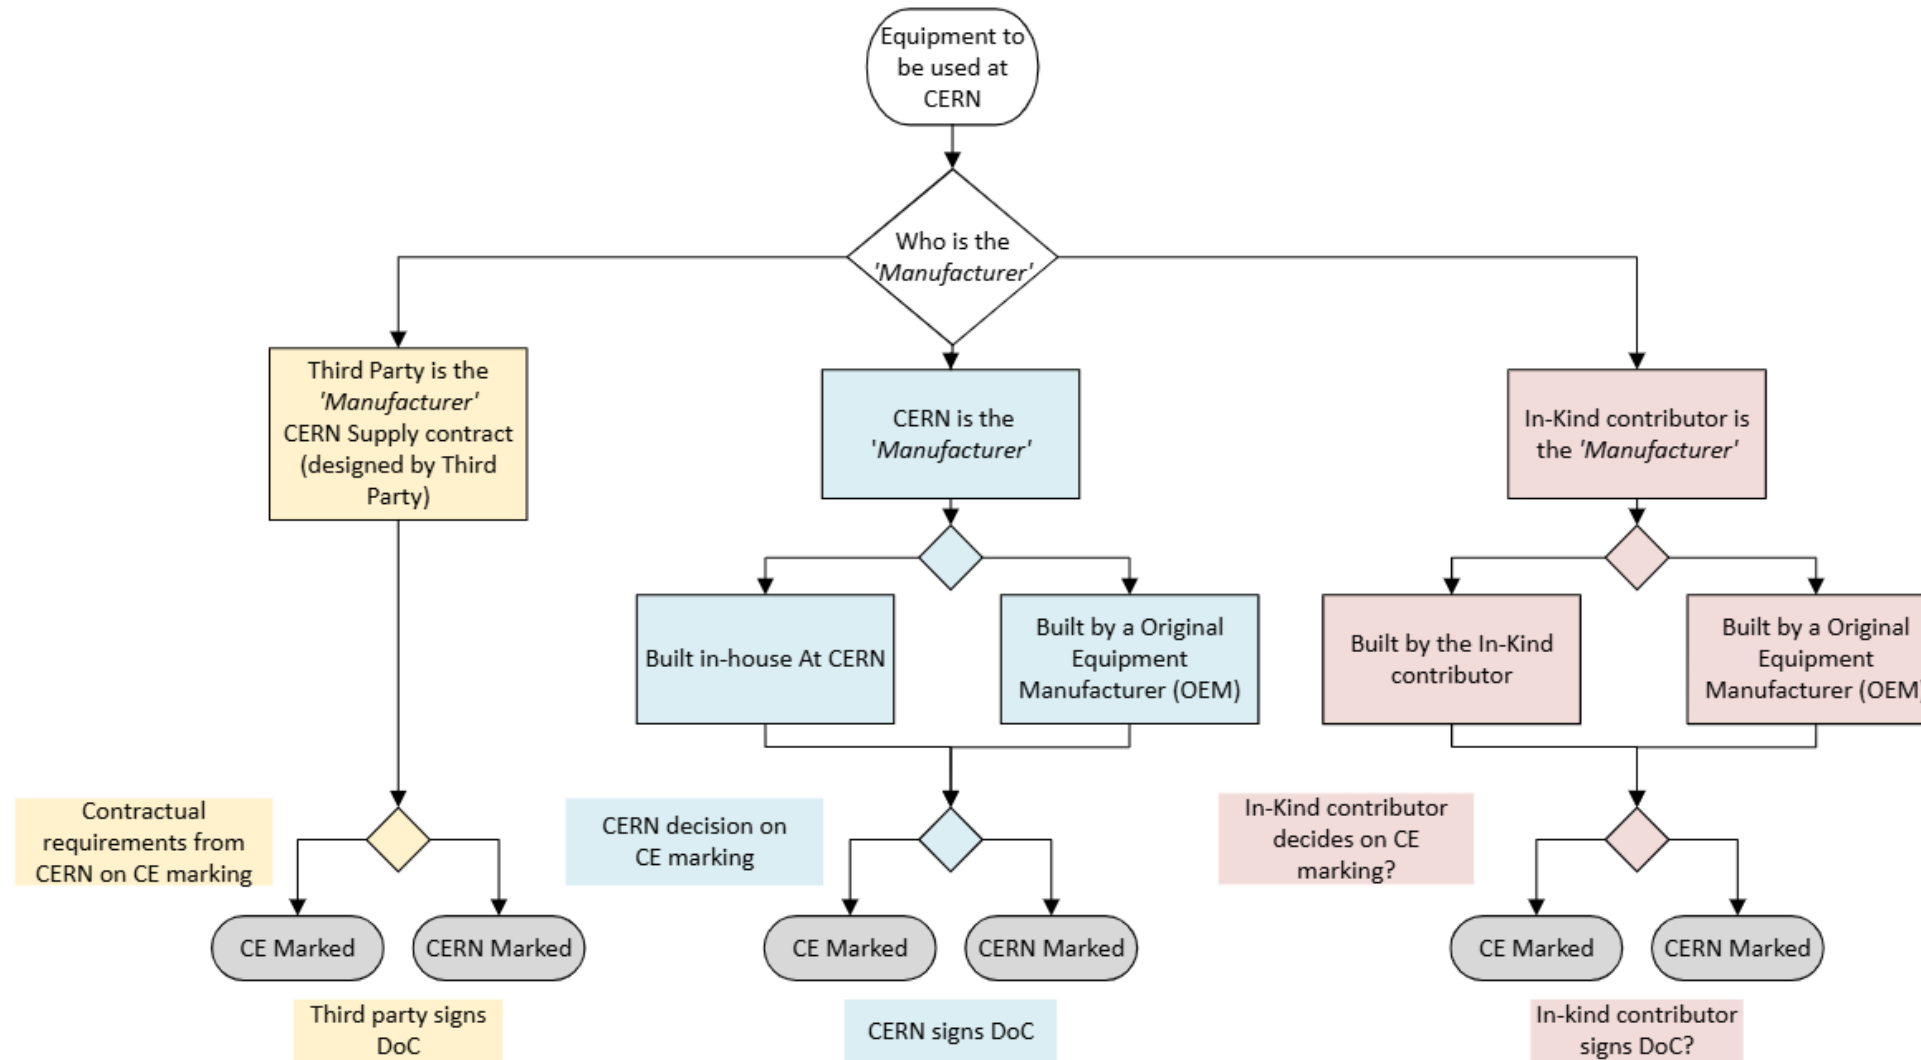 Equipment to
be used at
CERN
Who is the
'Manufacturer'
Third Party is the
'Manufacturer'
CERN Supply contract
(designed by Third
Party)
CERN is the
'Manufacturer'
In-Kind contributor is
the 'Manufacturer'
Built in-house At CERN
Built by a Original
Equipment
Manufacturer (OEM)
Built by the In-Kind
contributor
Built by a Original
Equipment
Manufacturer (OEM)
Contractual
requirements from
CERN on CE marking
CERN decision on
CE marking
In-Kind contributor
decides on CE
marking?
CE Marked
CERN Marked
CE Marked
CERN Marked
CE Marked
CERN Marked
Third party signs
DoC
CERN signs DoC
In-kind contributor
signs DoC?